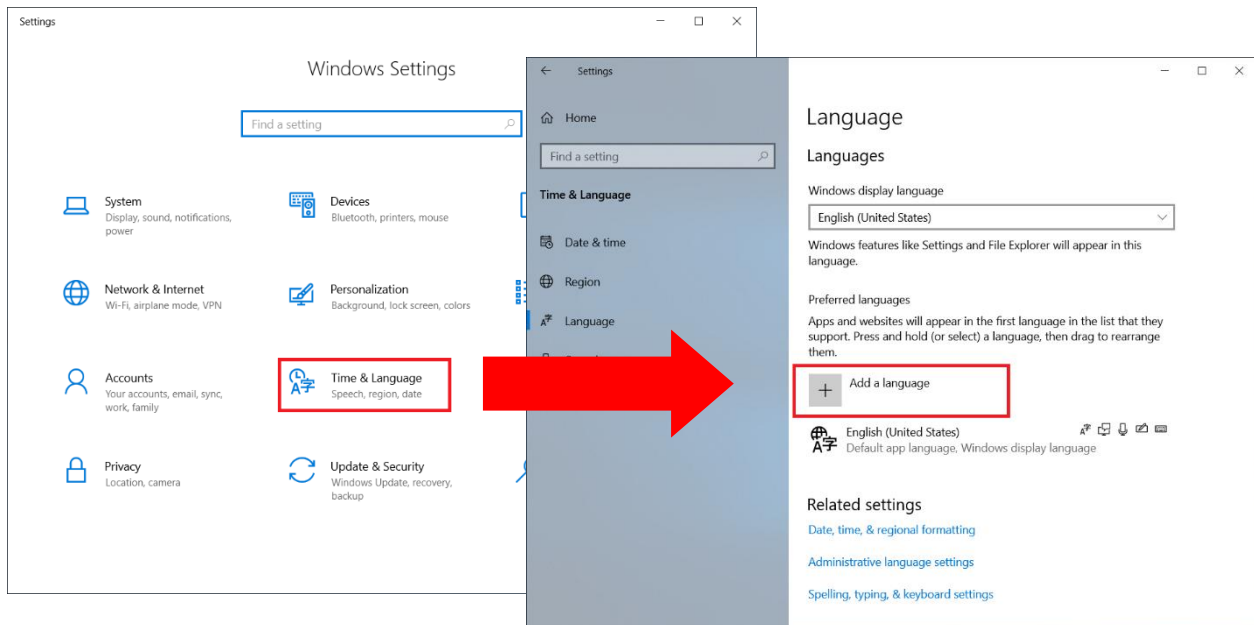 Settings
Windows Settings
Find a setting
System
Display, sound, notifications,
power
Devices
Bluetooth, printers, mouse
Network & Internet
Wi-Fi, airplane mode, VPN
Personalization
Background, lock screen, colors
Accounts
Your accounts, email, sync,
work, family
Time & Language
Speech, region, date
Privacy
Location, camera
Update & Security
Windows Update, recovery,
backup
Settings
Home
Find a setting
Time & Language
Date & time
Region
Language
Language
Languages
Windows display language
English (United States)
Windows features like Settings and File Explorer will appear in this
language.
Preferred languages
Apps and websites will appear in the first language in the list that they
support. Press and hold (or select) a language, then drag to rearrange
them.
Add a language
English (United States)
Default app language, Windows display language
Related settings
Date, time, & regional formatting
Administrative language settings
Spelling, typing, & keyboard settings